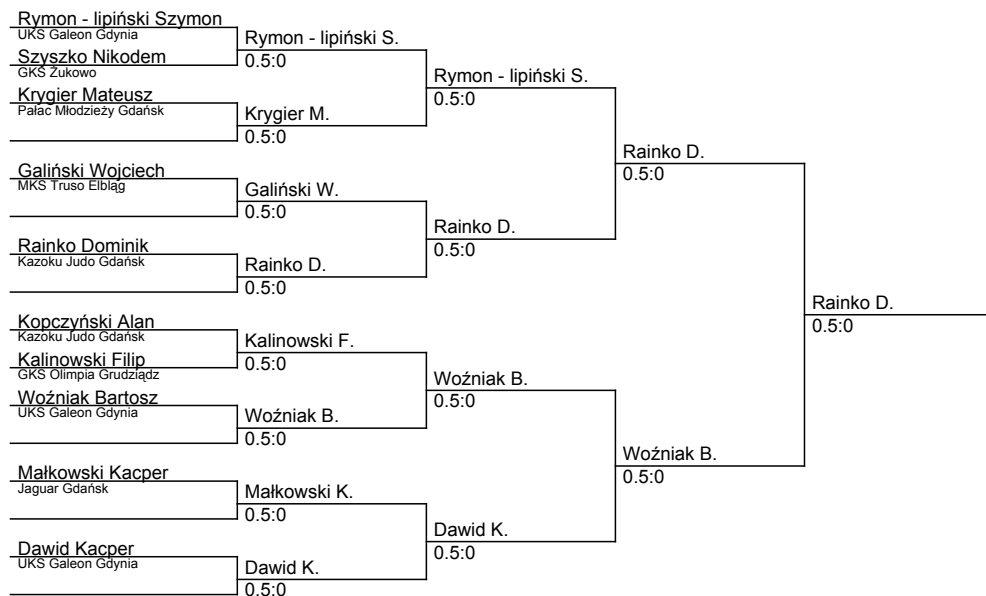 Rymon - lipiński Szymon
UKS Galeon Gdynia
Szyszko Nikodem
GKS Żukowo
Krygier Mateusz
Pałac Młodzieży Gdańsk
Galiński Wojciech
MKS Truso Elbląg
Rainko Dominik
Kazoku Judo Gdańsk
Kopczyński Alan
Kazoku Judo Gdańsk
Kalinowski Filip
GKS Olimpia Grudziądz
Woźniak Bartosz
UKS Galeon Gdynia
Małkowski Kacper
Jaguar Gdańsk
Dawid Kacper
UKS Galeon Gdynia
Rymon - lipiński S.
0.5:0
Krygier M.
0.5:0
Galiński W.
0.5:0
Rainko D.
0.5:0
Kalinowski F.
0.5:0
Woźniak B.
0.5:0
Małkowski K.
0.5:0
Dawid K.
0.5:0
Rymon - lipiński S.
0.5:0
Rainko D.
0.5:0
Woźniak B.
0.5:0
Dawid K.
0.5:0
Rainko D.
0.5:0
Woźniak B.
0.5:0
Rainko D.
0.5:0